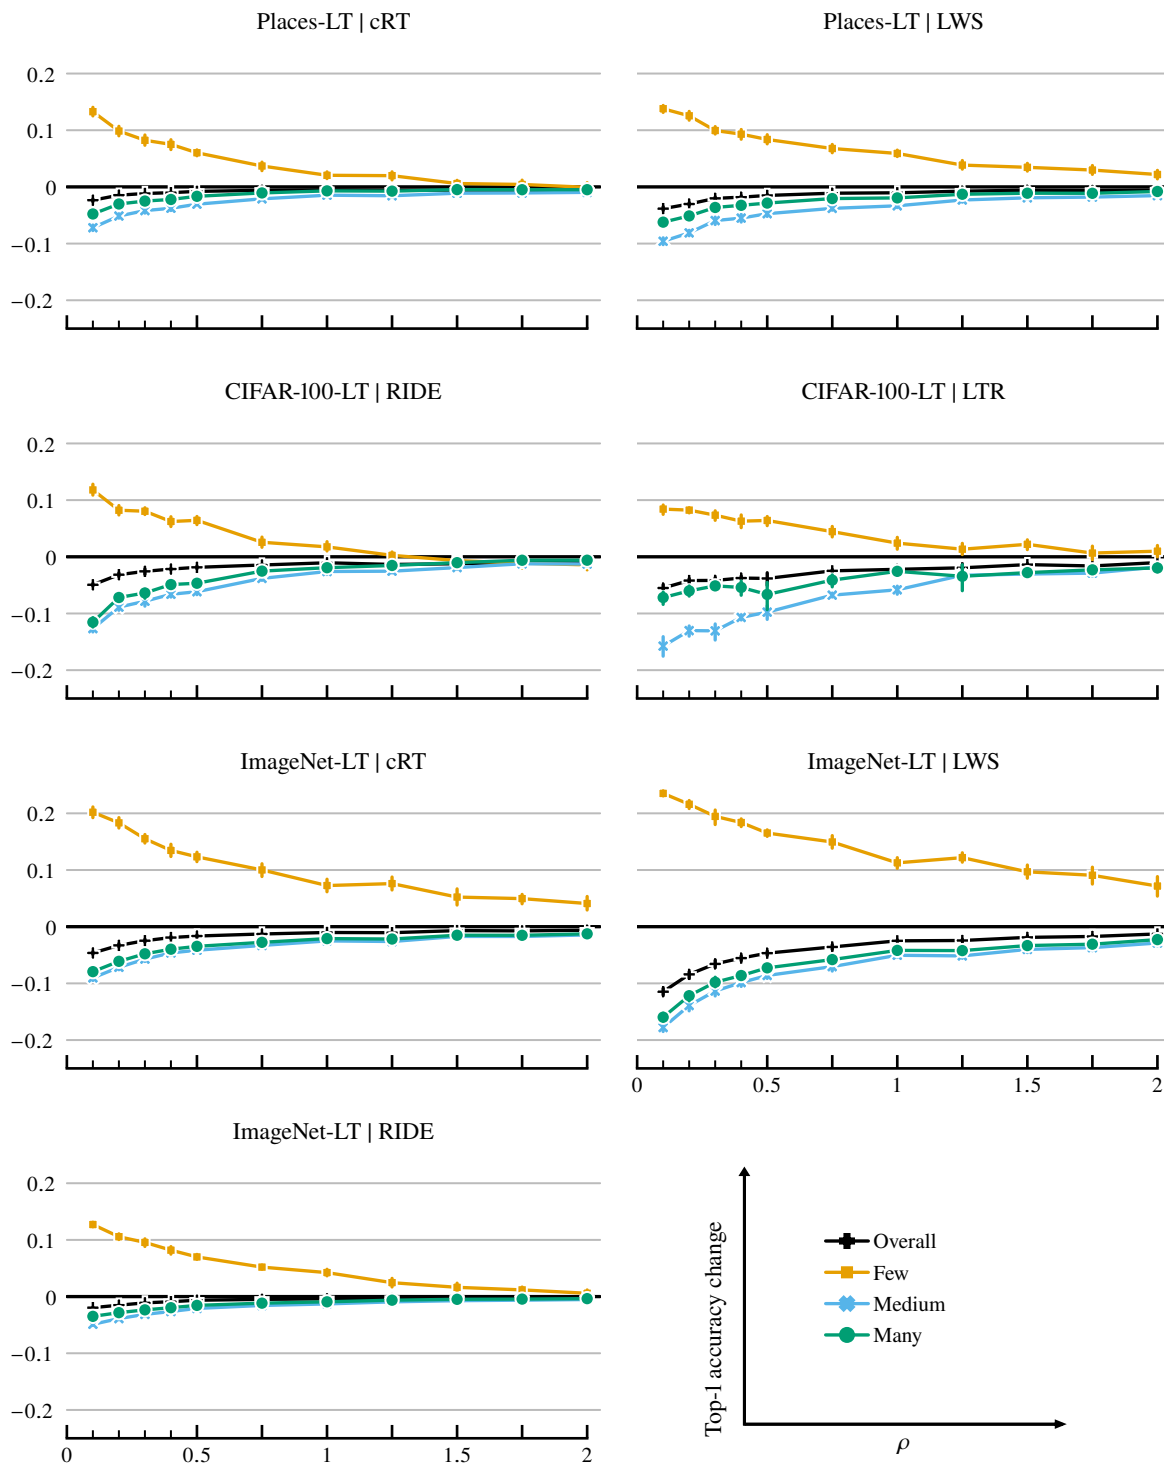 Places-LT | cRT
Places-LT | LWS
0.2
0.1
0
−0.1
−0.2
CIFAR-100-LT | RIDE
CIFAR-100-LT | LTR
0.2
0.1
0
−0.1
−0.2
ImageNet-LT | cRT
ImageNet-LT | LWS
0.2
0.1
0
−0.1
−0.2
0 0.5 1 1.5 2
ImageNet-LT | RIDE
0.2
0.1
0
−0.1
−0.2
0 0.5 1 1.5 2
Top-1 accuracy change
Overall
Few
Medium
Many
ρ